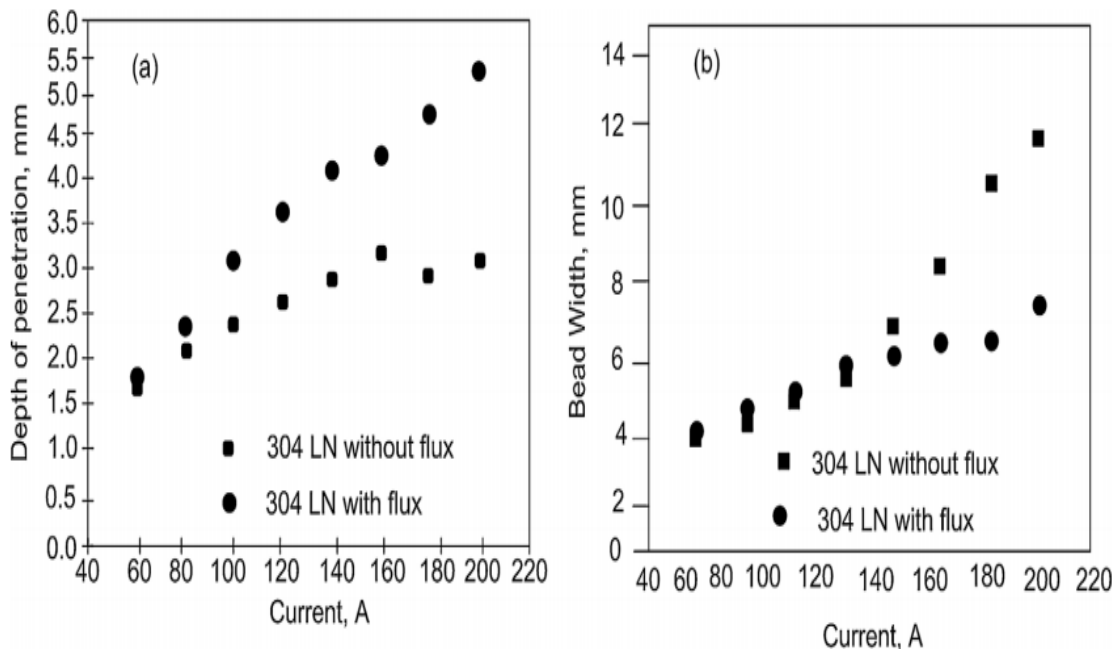 Depth of penetration, mm
6.0
5.5
5.0
4.5
4.0
3.5
3.0
2.5
2.0
1.5
1.0
0.5
0.0
(a)
304 LN without flux
304 LN with flux
40 60 80 100 120 140 160 180 200 220
Current, A
Bead Width, mm
14
12
10
8
6
4
2
0
(b)
304 LN without flux
304 LN with flux
40 60 80 100 120 140 160 180 200 220
Current, A